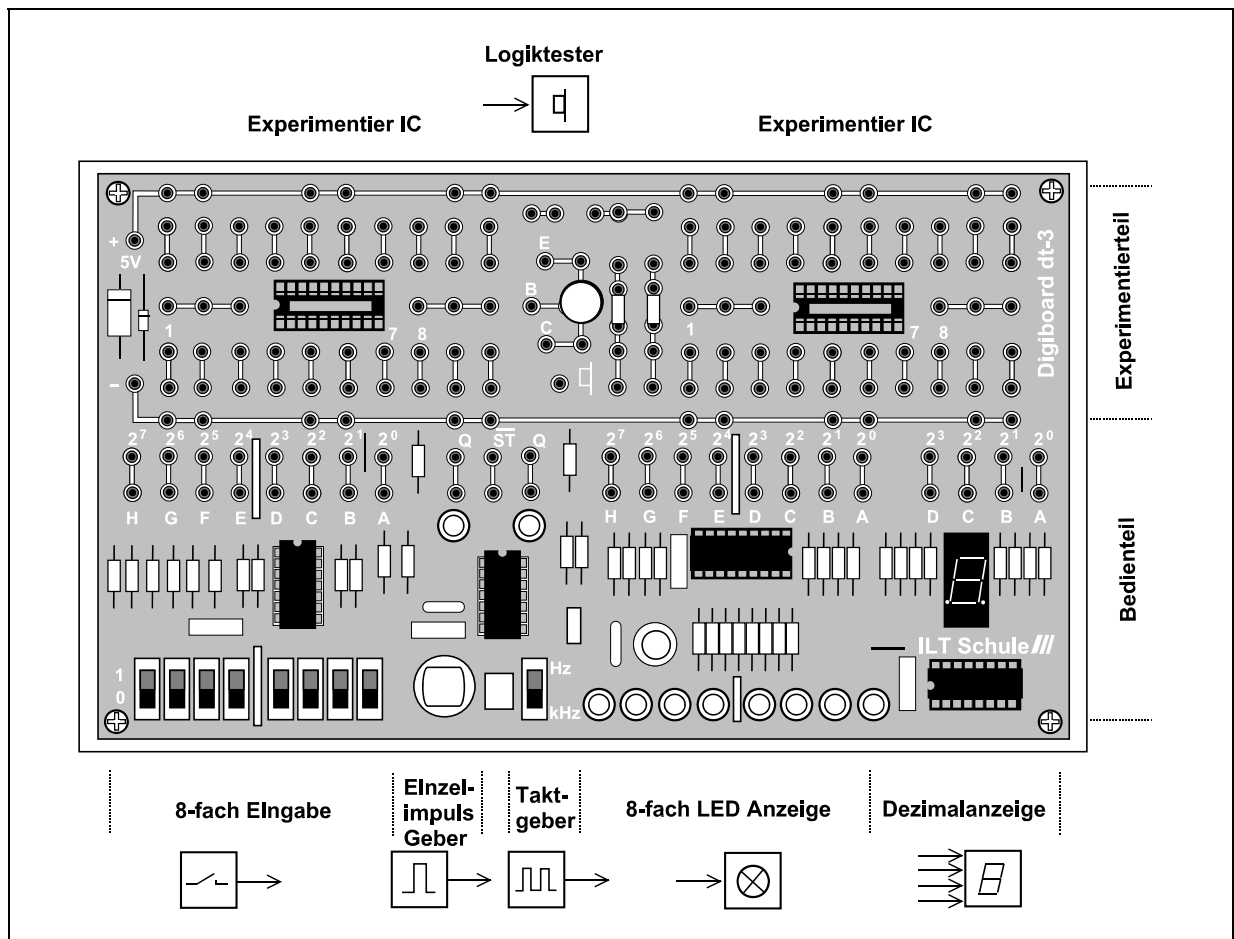 Logiktester
Experimentier IC
Experimentier IC
+
5V
E
B
C
1
7 8
1
7 8
–
Digiboard dt-3
Experimentierteil
2⁷ 2⁶ 2⁵ 2⁴ 2³ 2² 2¹ 2⁰
Q S̅T̅ Q
2⁷ 2⁶ 2⁵ 2⁴ 2³ 2² 2¹ 2⁰
2³ 2² 2¹ 2⁰
H G F E D C B A
H G F E D C B A
D C B A
Bedienteil
ILT Schule
1
0
Hz
kHz
8-fach EIngabe
EInzel-
impuls
Geber
Takt-
geber
8-fach LED Anzeige
Dezimalanzeige